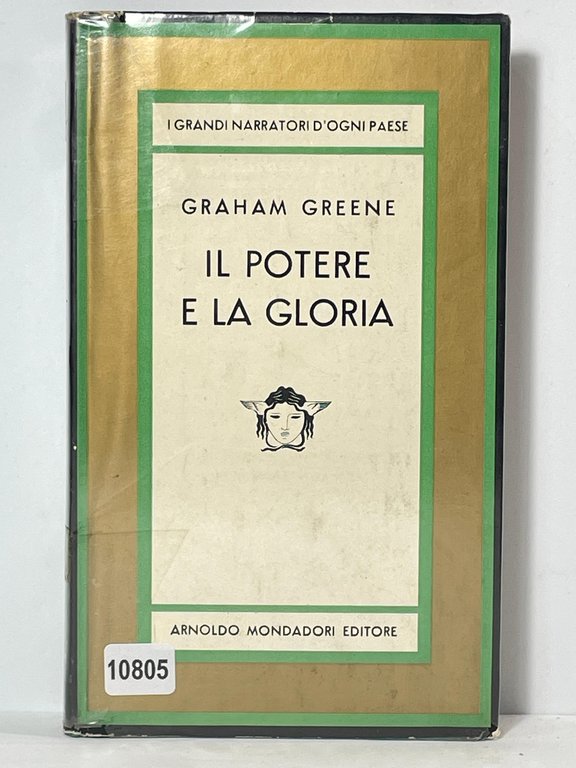 I GRANDI NARRATORI D'OGNI PAESE
GRAHAM GREENE
IL POTERE
E LA GLORIA
ARNOLDO MONDADORI EDITORE
10805